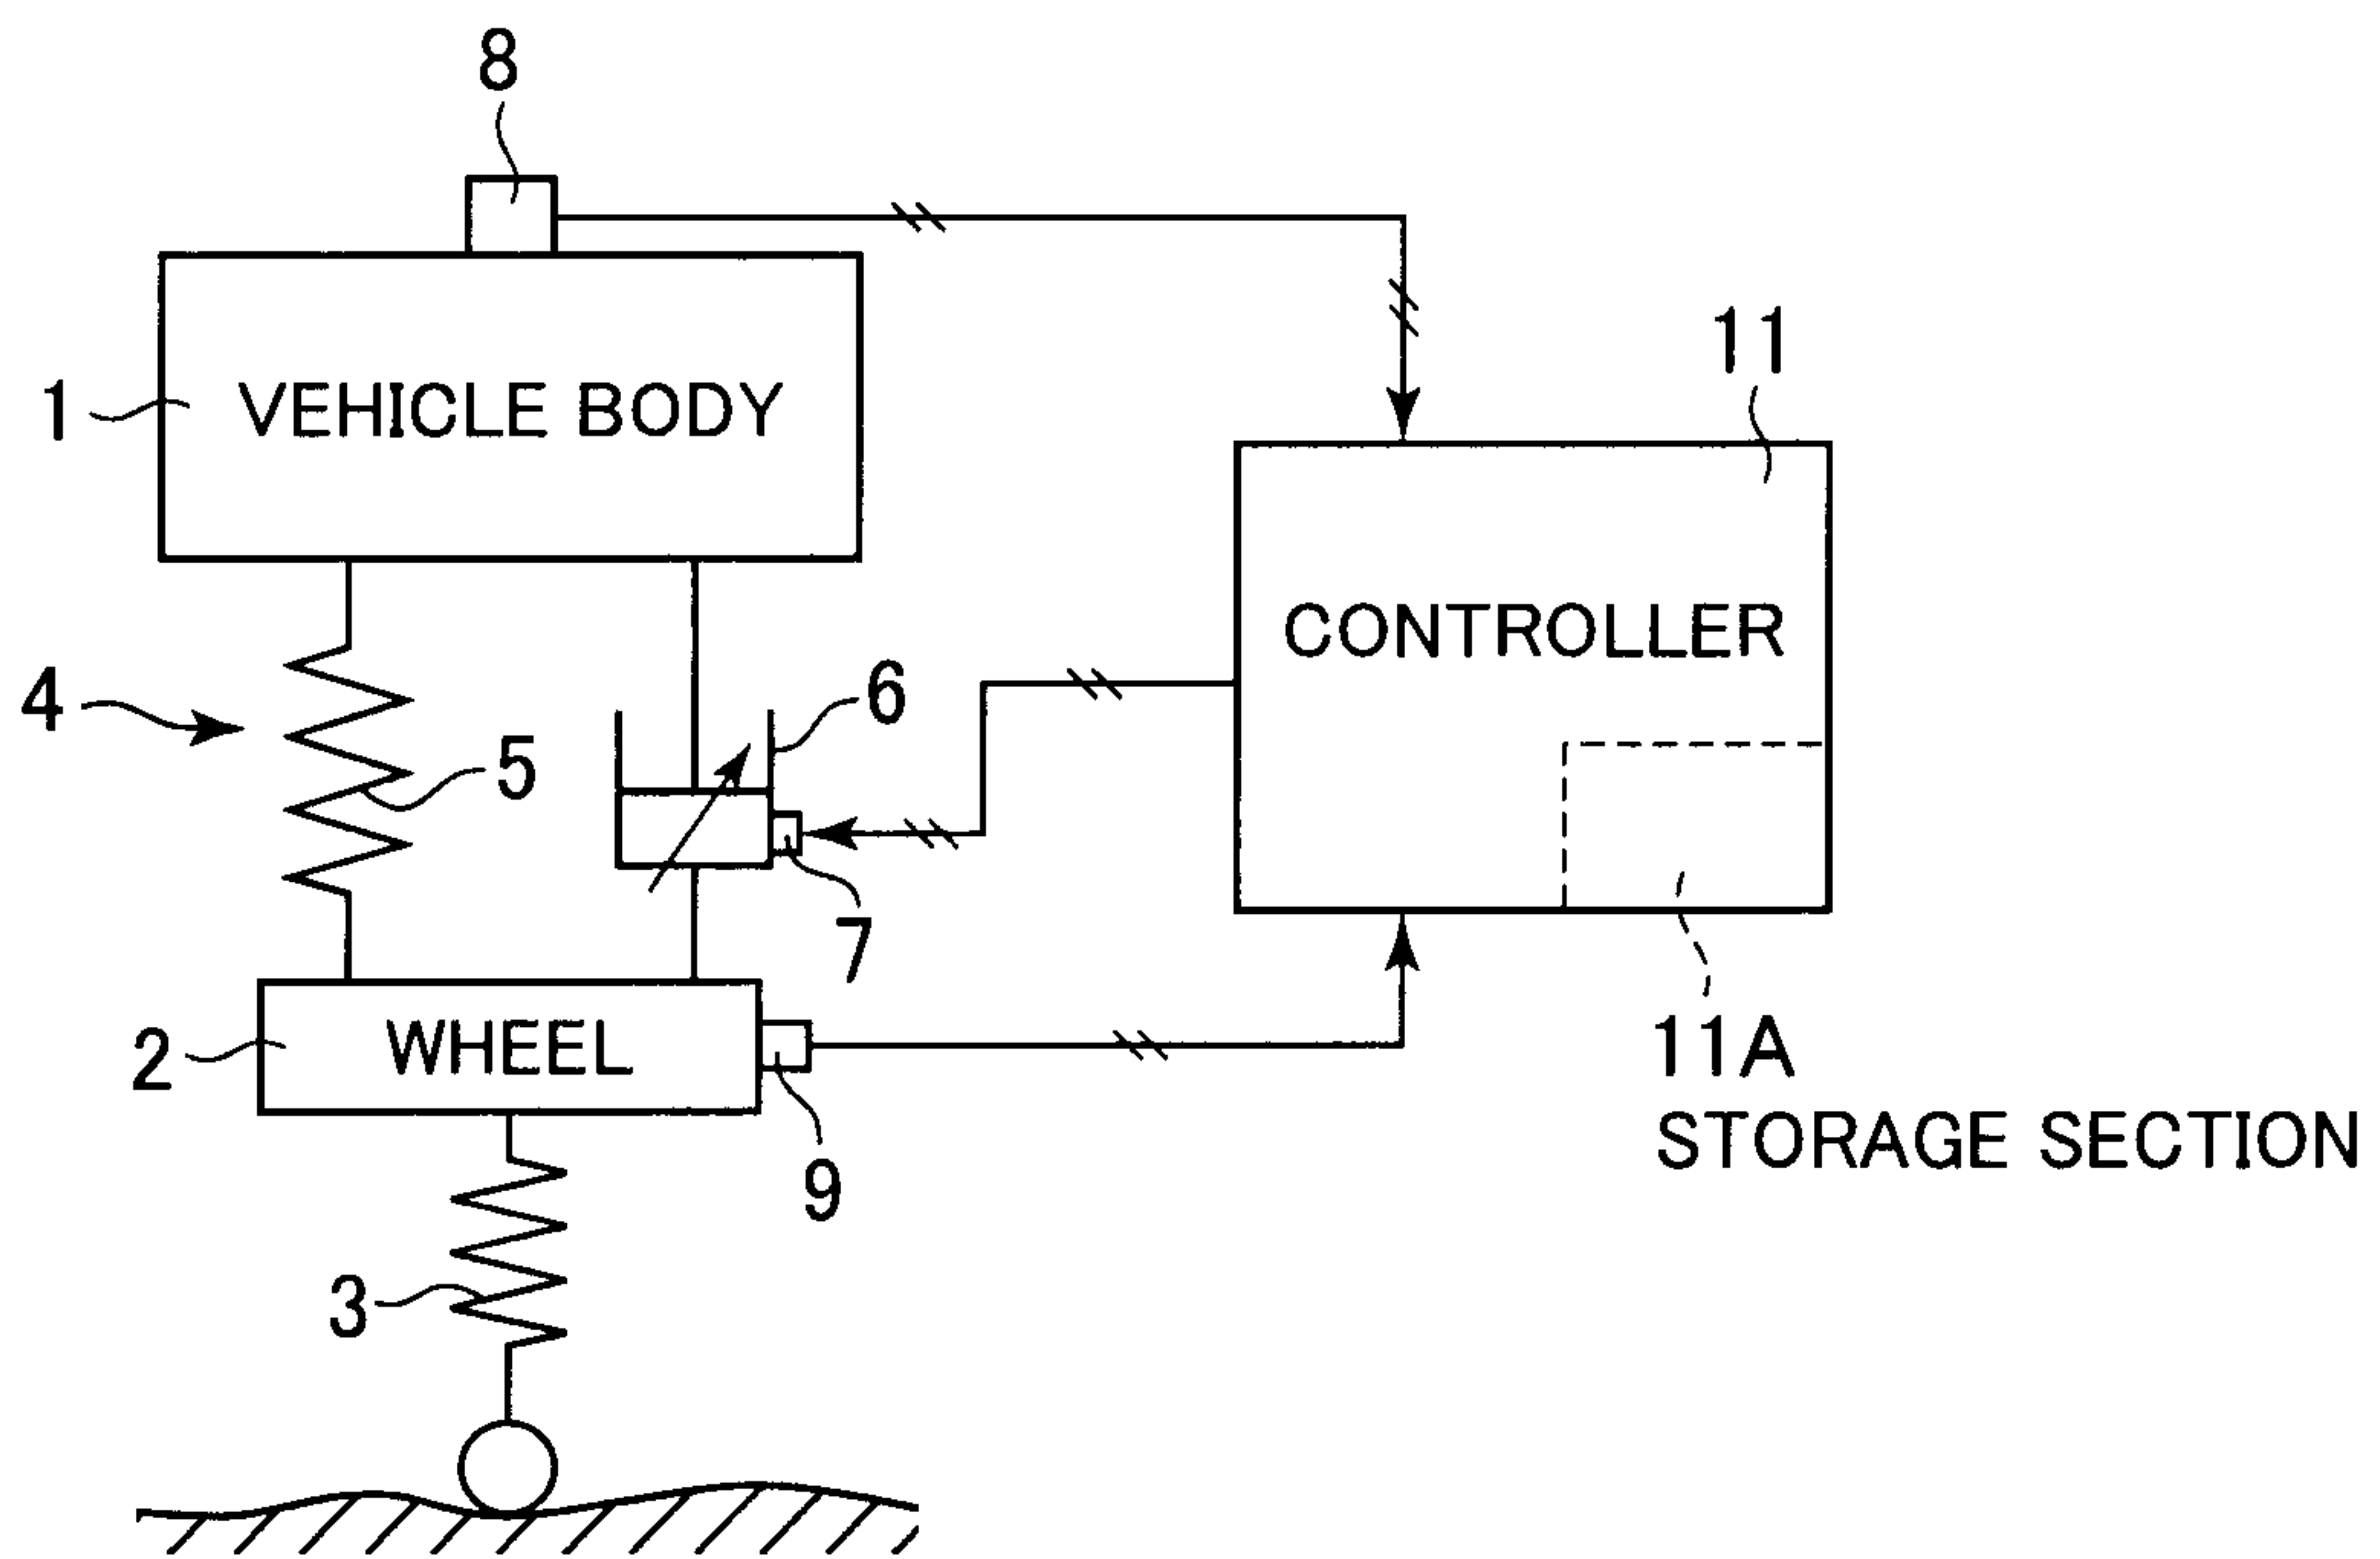 8
11
1
VEHICLE BODY
CONTROLLER
4
6
5
7
2
WHEEL
11A
STORAGE SECTION
9
3